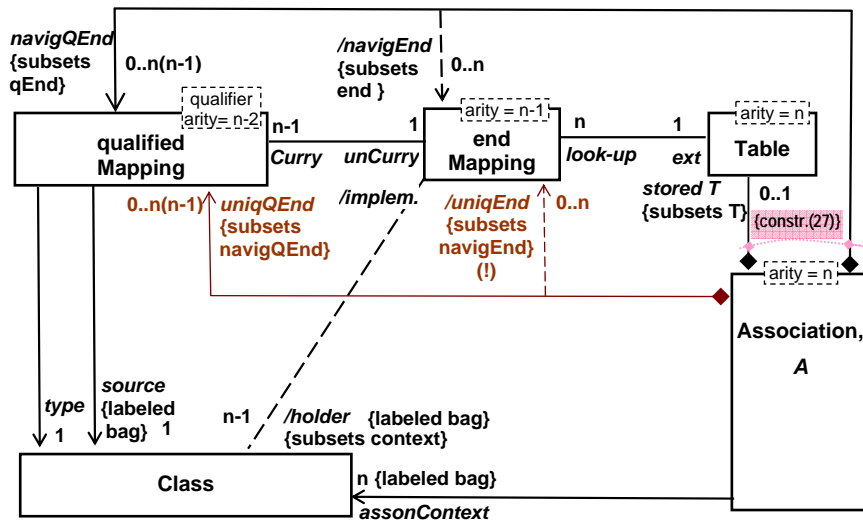 navigQEnd
{subsets
qEnd}
0..n(n-1)
/navigEnd
{subsets
end }
0..n
qualifier
arity= n-2
qualified
Mapping
n-1
1
Curry
unCurry
arity = n-1
end
Mapping
n
1
look-up
ext
arity = n
Table
0..n(n-1)
uniqQEnd
{subsets
navigQEnd}
/implem.
/uniqEnd
{subsets
navigEnd}
(!)
0..n
stored T
{subsets T}
0..1
{constr.(27)}
arity = n
Association,
A
type
1
source
{labeled
bag}
1
n-1
/holder {labeled bag}
{subsets context}
Class
n {labeled bag}
assonContext